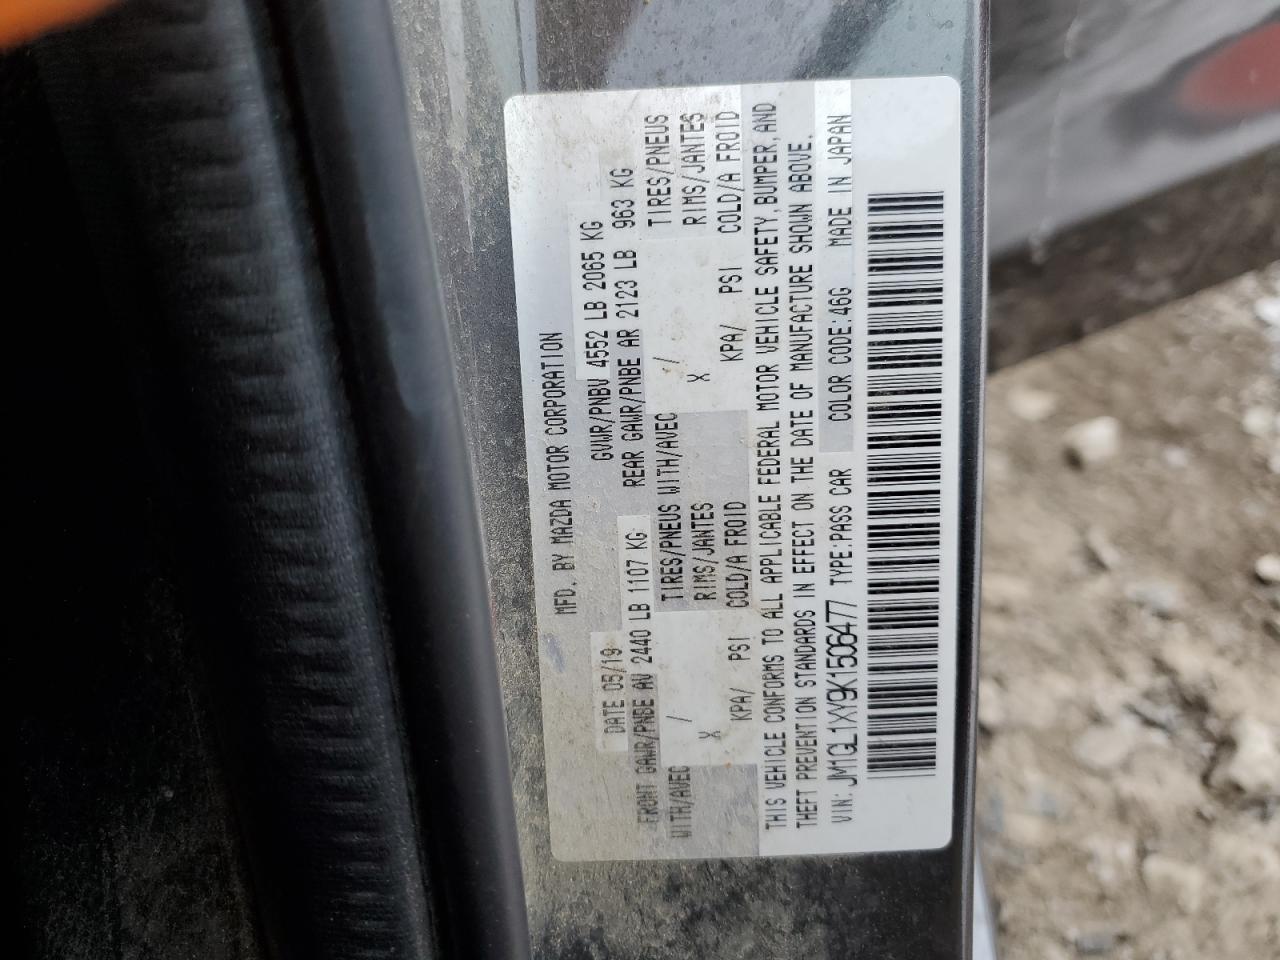 MFD. BY MAZDA MOTOR CORPORATION
DATE 05/19 GVWR/PNBV 4552 LB 2065 KG
FRONT GAWR/PNBE AV 2440 LB 1107 KG REAR GAWR/PNBE AR 2123 LB 963 KG
WITH/AVEC X / TIRES/PNEUS WITH/AVEC X / TIRES/PNEUS
RIMS/JANTES RIMS/JANTES
KPA/ PSI COLD/A FROID KPA/ PSI COLD/A FROID
THIS VEHICLE CONFORMS TO ALL APPLICABLE FEDERAL MOTOR VEHICLE SAFETY, BUMPER, AND
THEFT PREVENTION STANDARDS IN EFFECT ON THE DATE OF MANUFACTURE SHOWN ABOVE.
VIN: JM1GL1XY9K1506477 TYPE:PASS CAR COLOR CODE:46G MADE IN JAPAN